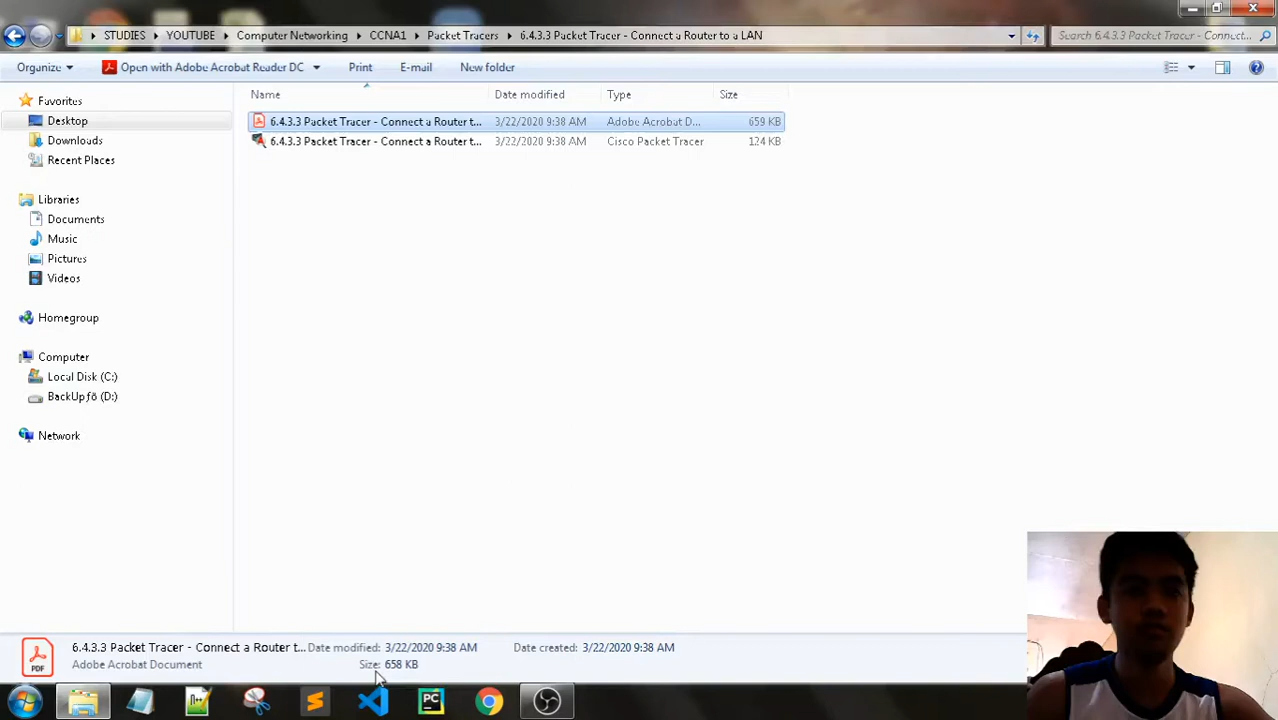 STUDIES
YOUTUBE
Computer Networking
CCNA1
Packet Tracers
6.4.3.3 Packet Tracer - Connect a Router to a LAN
Search 6.4.3.3 Packet Tracer - Connect...
Organize
Open with Adobe Acrobat Reader DC
Print
E-mail
New folder
Favorites
Desktop
Downloads
Recent Places
Libraries
Documents
Music
Pictures
Videos
Homegroup
Computer
Local Disk (C:)
BackUpƒö (D:)
Network
Name Date modified Type Size
6.4.3.3 Packet Tracer - Connect a Router t... 3/22/2020 9:38 AM Adobe Acrobat D... 659 KB
6.4.3.3 Packet Tracer - Connect a Router t... 3/22/2020 9:38 AM Cisco Packet Tracer 124 KB
PDF
6.4.3.3 Packet Tracer - Connect a Router t... Date modified: 3/22/2020 9:38 AM Date created: 3/22/2020 9:38 AM
Adobe Acrobat Document Size: 658 KB
PC